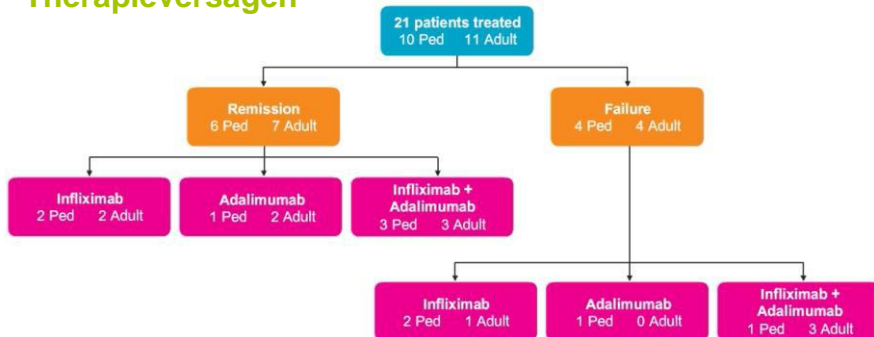 Therapieversagen
21 patients treated
10 Ped 11 Adult
Remission
6 Ped 7 Adult
Failure
4 Ped 4 Adult
Infliximab
2 Ped 2 Adult
Adalimumab
1 Ped 2 Adult
Infliximab +
Adalimumab
3 Ped 3 Adult
Infliximab
2 Ped 1 Adult
Adalimumab
1 Ped 0 Adult
Infliximab +
Adalimumab
1 Ped 3 Adult